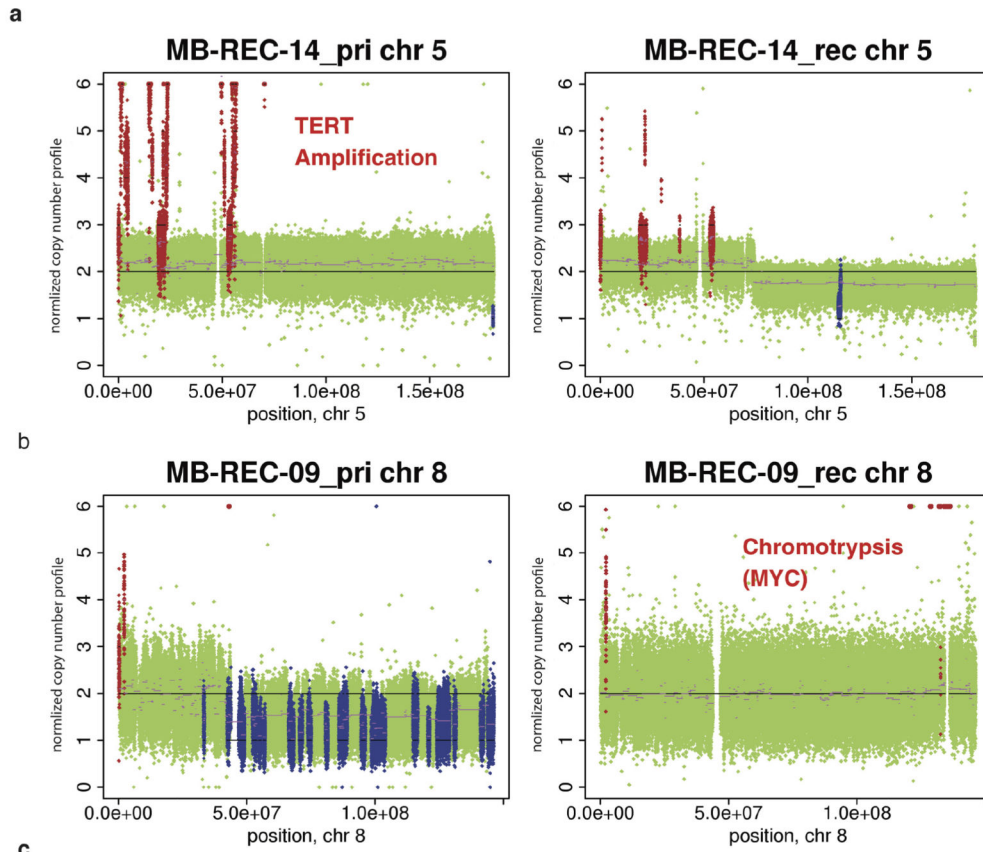 a
MB-REC-14_pri chr 5
MB-REC-14_rec chr 5
normlized copy number profile
6
5
4
3
2
1
0
TERT
Amplification
0.0e+00 5.0e+07 1.0e+08 1.5e+08
position, chr 5
normlized copy number profile
6
5
4
3
2
1
0
0.0e+00 5.0e+07 1.0e+08 1.5e+08
position, chr 5
b
MB-REC-09_pri chr 8
MB-REC-09_rec chr 8
normlized copy number profile
6
5
4
3
2
1
0
0.0e+00 5.0e+07 1.0e+08
position, chr 8
normlized copy number profile
6
5
4
3
2
1
0
Chromotrypsis
(MYC)
0.0e+00 5.0e+07 1.0e+08
position, chr 8
c